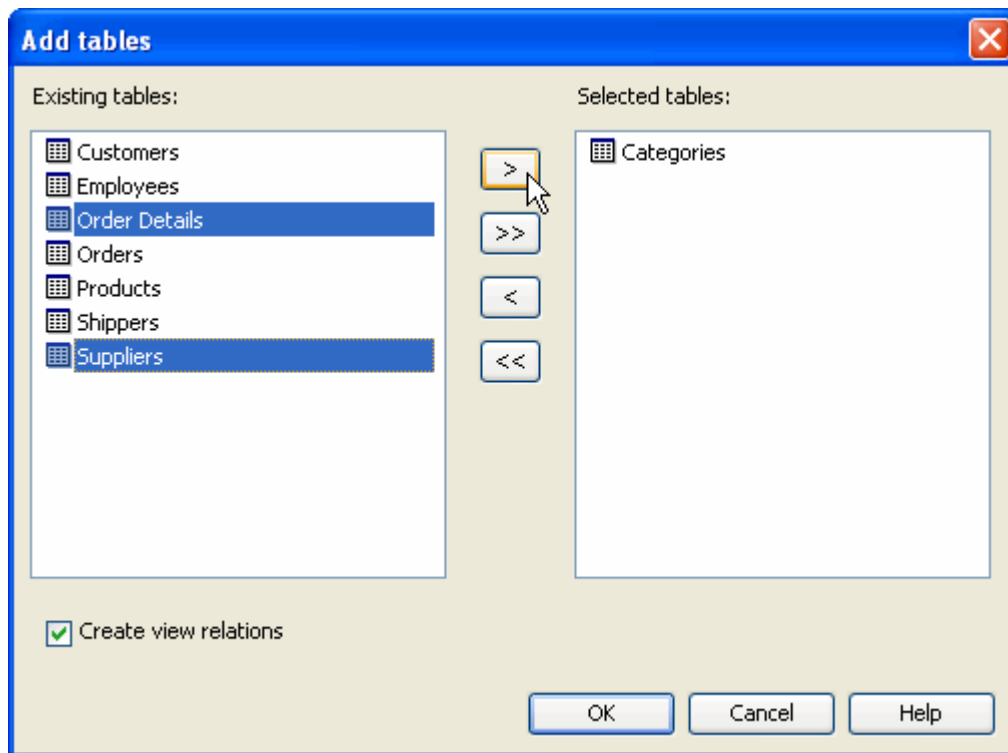 Add tables
Existing tables:
Selected tables:
Customers
Employees
Order Details
Orders
Products
Shippers
Suppliers
>
>>
<
<<
Categories
Create view relations
OK
Cancel
Help